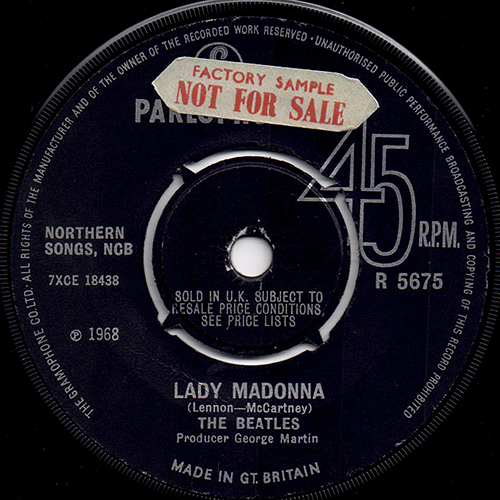 THE GRAMOPHONE CO. LTD. ALL RIGHTS OF THE MANUFACTURER AND OF THE OWNER OF THE RECORDED WORK RESERVED · UNAUTHORISED PUBLIC PERFORMANCE BROADCASTING AND COPYING OF THIS RECORD PROHIBITED
FACTORY SAMPLE
NOT FOR SALE
45
R.P.M.
NORTHERN
SONGS, NCB
R 5675
7XCE 18438
SOLD IN U.K. SUBJECT TO
RESALE PRICE CONDITIONS,
SEE PRICE LISTS
℗ 1968
LADY MADONNA
(Lennon—McCartney)
THE BEATLES
Producer George Martin
MADE IN GT. BRITAIN